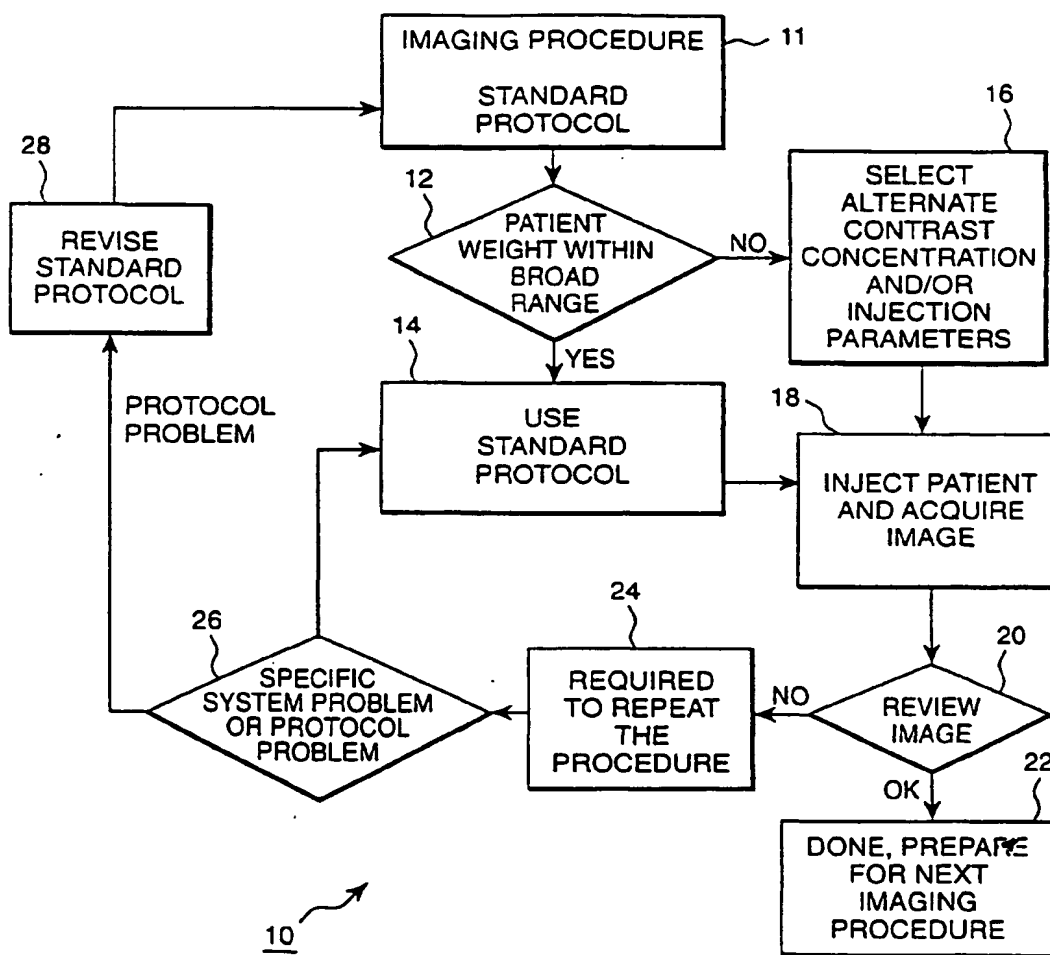 IMAGING PROCEDURE
STANDARD
PROTOCOL
11
12
PATIENT
WEIGHT WITHIN
BROAD
RANGE
NO
YES
16
SELECT
ALTERNATE
CONTRAST
CONCENTRATION
AND/OR
INJECTION
PARAMETERS
28
REVISE
STANDARD
PROTOCOL
PROTOCOL
PROBLEM
14
USE
STANDARD
PROTOCOL
18
INJECT PATIENT
AND ACQUIRE
IMAGE
20
REVIEW
IMAGE
NO
OK
24
REQUIRED
TO REPEAT
THE
PROCEDURE
26
SPECIFIC
SYSTEM PROBLEM
OR PROTOCOL
PROBLEM
22
DONE, PREPARE
FOR NEXT
IMAGING
PROCEDURE
10